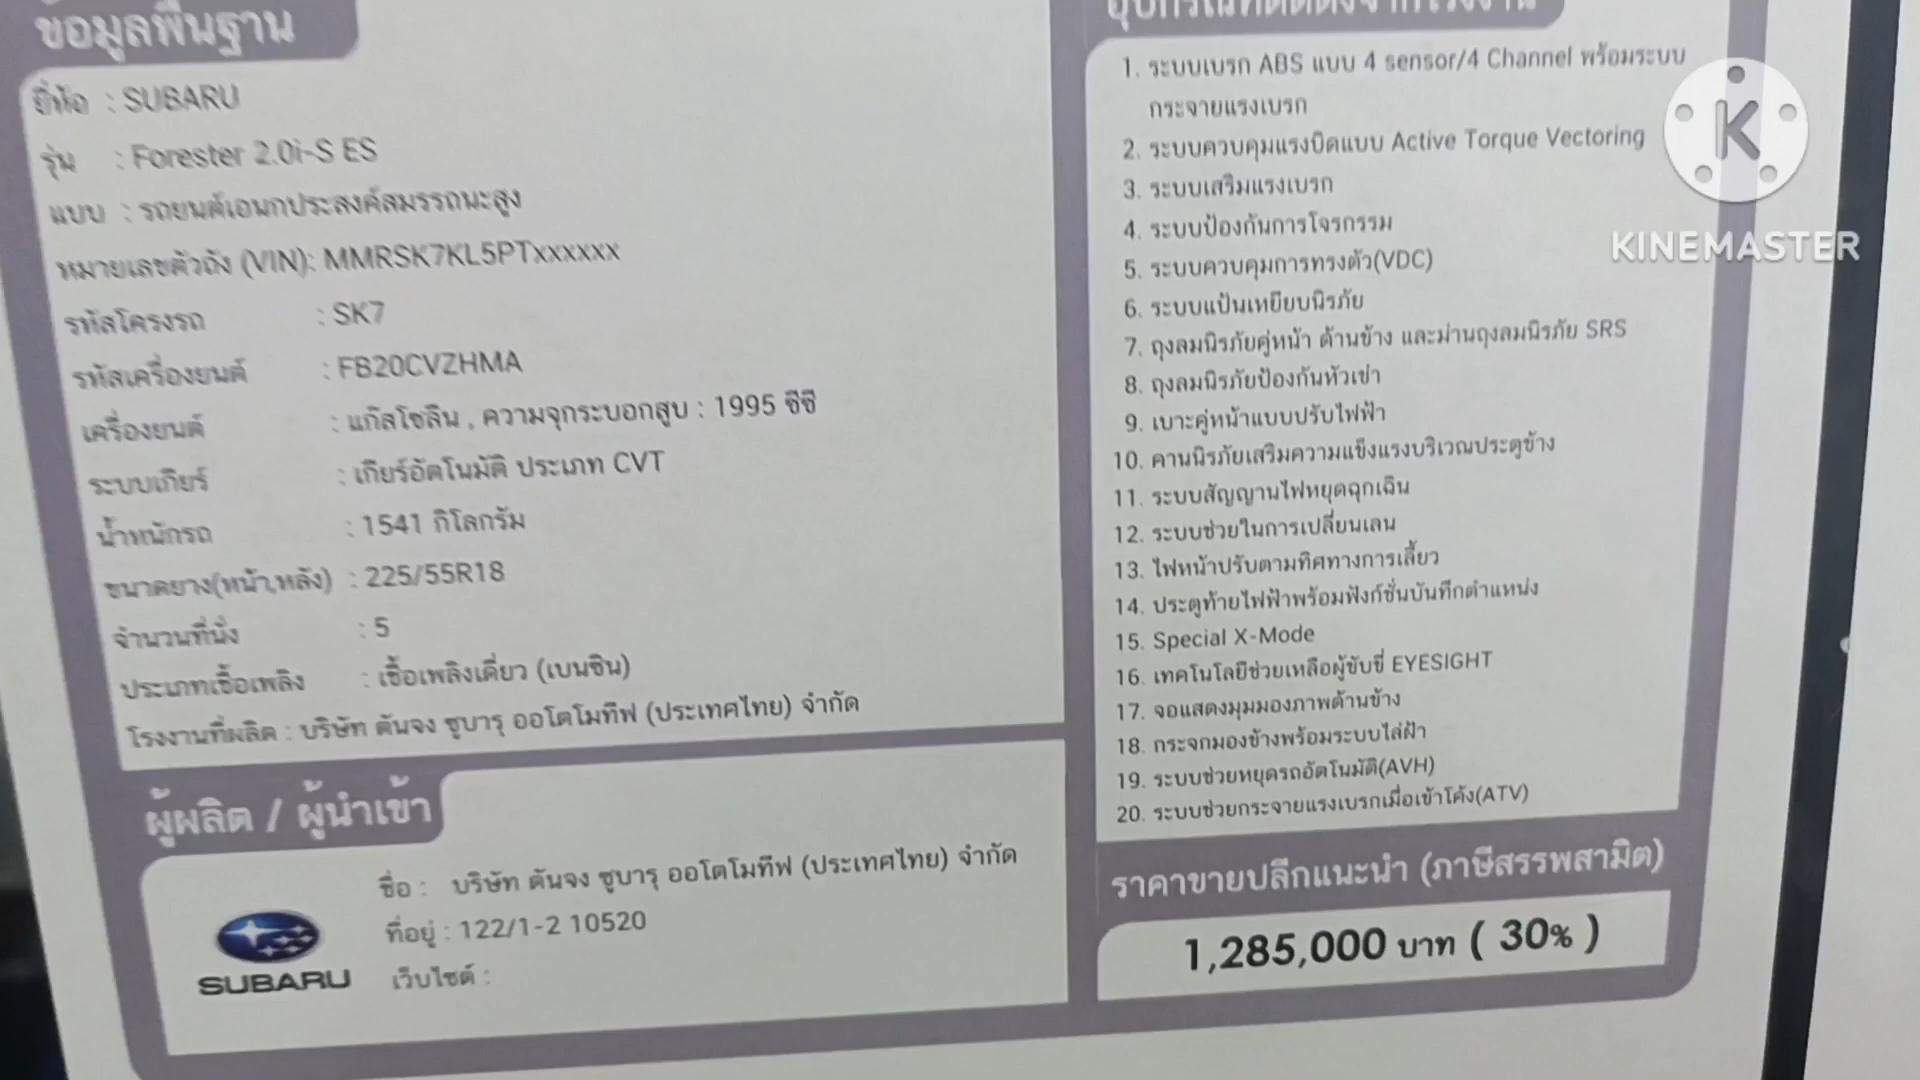 ข้อมูลพื้นฐาน
ยี่ห้อ : SUBARU
รุ่น : Forester 2.0i-S ES
แบบ : รถยนต์เอนกประสงค์สมรรถนะสูง
หมายเลขตัวถัง (VIN): MMRSK7KL5PTxxxxxx
รหัสโครงรถ : SK7
รหัสเครื่องยนต์ : FB20CVZHMA
เครื่องยนต์ : แก๊สโซลีน , ความจุกระบอกสูบ : 1995 ซีซี
ระบบเกียร์ : เกียร์อัตโนมัติ ประเภท CVT
น้ำหนักรถ : 1541 กิโลกรัม
ขนาดยาง(หน้า,หลัง) : 225/55R18
จำนวนที่นั่ง : 5
ประเภทเชื้อเพลิง : เชื้อเพลิงเดี่ยว (เบนซิน)
โรงงานที่ผลิต : บริษัท ตันจง ซูบารุ ออโตโมทีฟ (ประเทศไทย) จำกัด
ผู้ผลิต / ผู้นำเข้า
ชื่อ : บริษัท ตันจง ซูบารุ ออโตโมทีฟ (ประเทศไทย) จำกัด
ที่อยู่ : 122/1-2 10520
เว็บไซต์ :
SUBARU
อุปกรณ์ที่ติดตั้งจากโรงงาน
1. ระบบเบรก ABS แบบ 4 sensor/4 Channel พร้อมระบบ
กระจายแรงเบรก
2. ระบบควบคุมแรงบิดแบบ Active Torque Vectoring
3. ระบบเสริมแรงเบรก
4. ระบบป้องกันการโจรกรรม
5. ระบบควบคุมการทรงตัว(VDC)
6. ระบบแป้นเหยียบนิรภัย
7. ถุงลมนิรภัยคู่หน้า ด้านข้าง และม่านถุงลมนิรภัย SRS
8. ถุงลมนิรภัยป้องกันหัวเข่า
9. เบาะคู่หน้าแบบปรับไฟฟ้า
10. คานนิรภัยเสริมความแข็งแรงบริเวณประตูข้าง
11. ระบบสัญญานไฟหยุดฉุกเฉิน
12. ระบบช่วยในการเปลี่ยนเลน
13. ไฟหน้าปรับตามทิศทางการเลี้ยว
14. ประตูท้ายไฟฟ้าพร้อมฟังก์ชั่นบันทึกตำแหน่ง
15. Special X-Mode
16. เทคโนโลยีช่วยเหลือผู้ขับขี่ EYESIGHT
17. จอแสดงมุมมองภาพด้านข้าง
18. กระจกมองข้างพร้อมระบบไล่ฝ้า
19. ระบบช่วยหยุดรถอัตโนมัติ(AVH)
20. ระบบช่วยกระจายแรงเบรกเมื่อเข้าโค้ง(ATV)
ราคาขายปลีกแนะนำ (ภาษีสรรพสามิต)
1,285,000 บาท ( 30% )
K
KINEMASTER